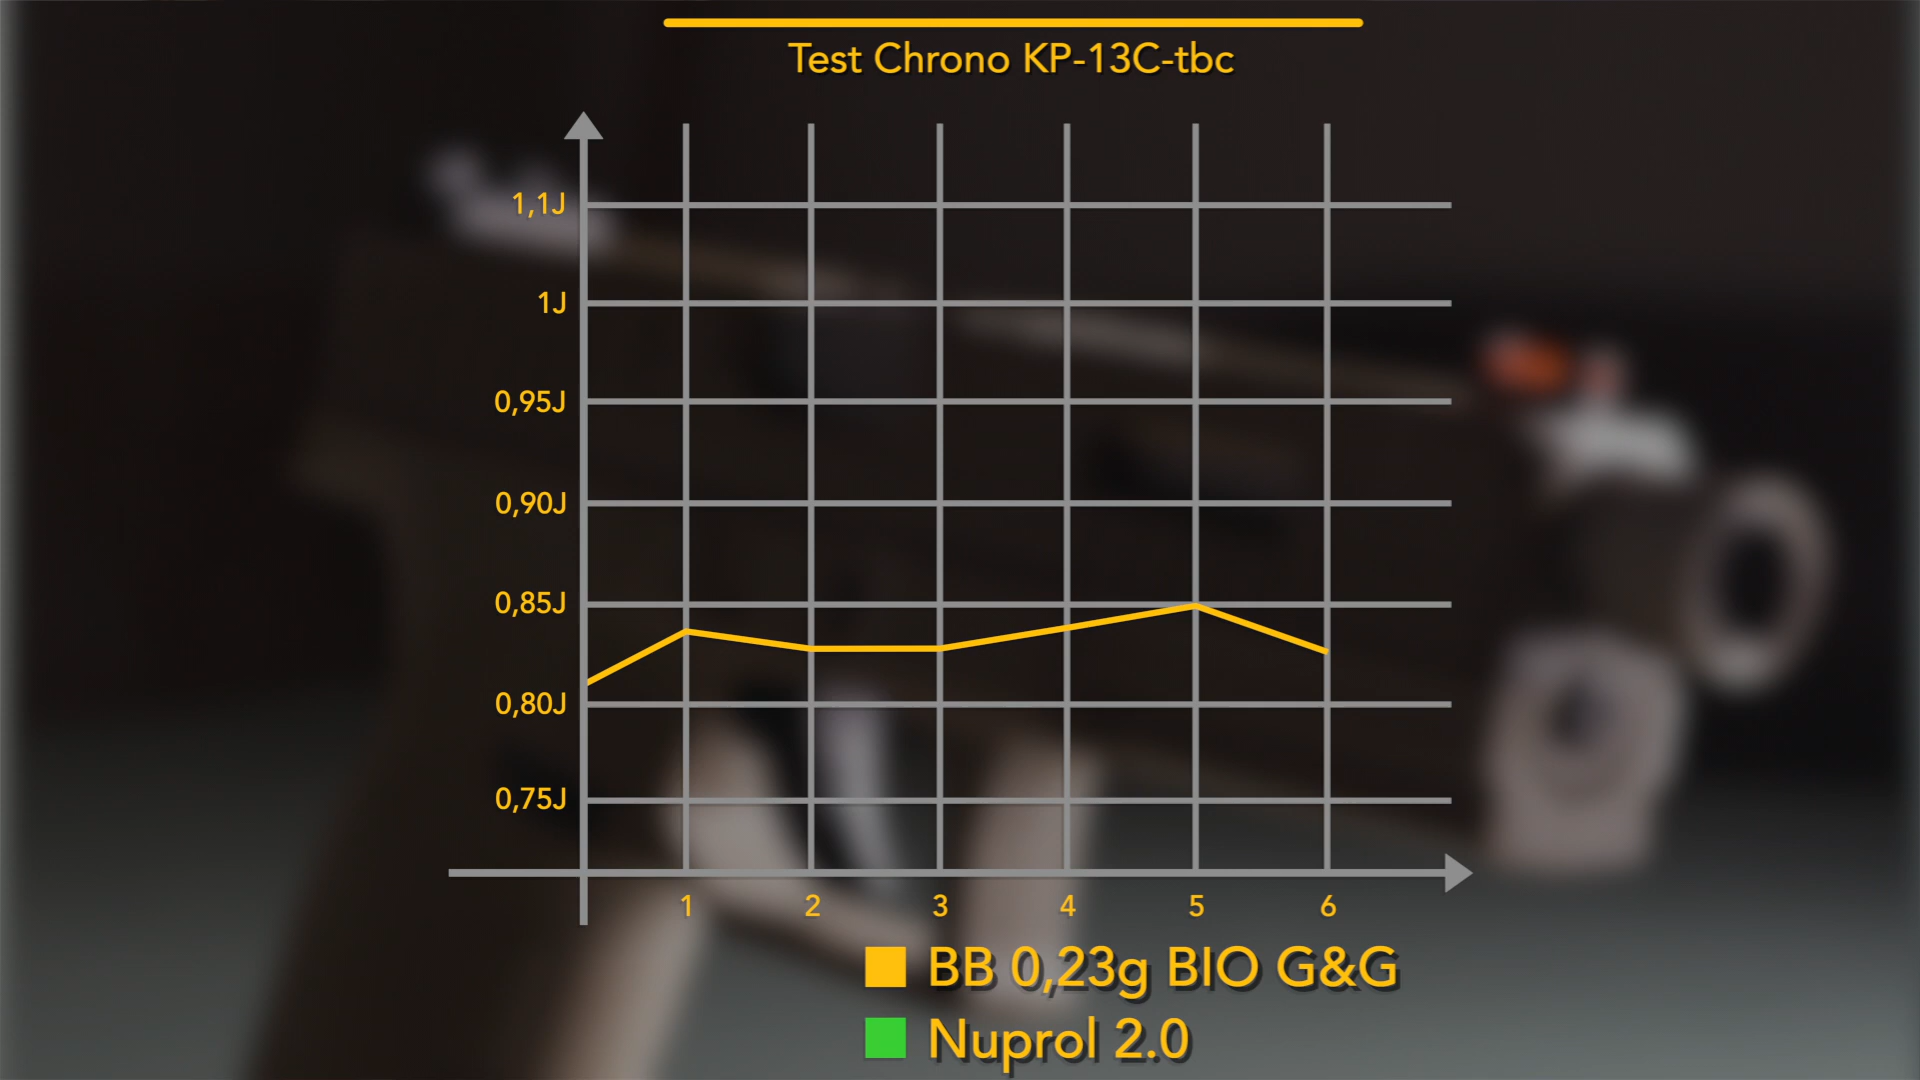 Test Chrono KP-13C-tbc
1,1J
1J
0,95J
0,90J
0,85J
0,80J
0,75J
1 2 3 4 5 6
BB 0,23g BIO G&G
Nuprol 2.0